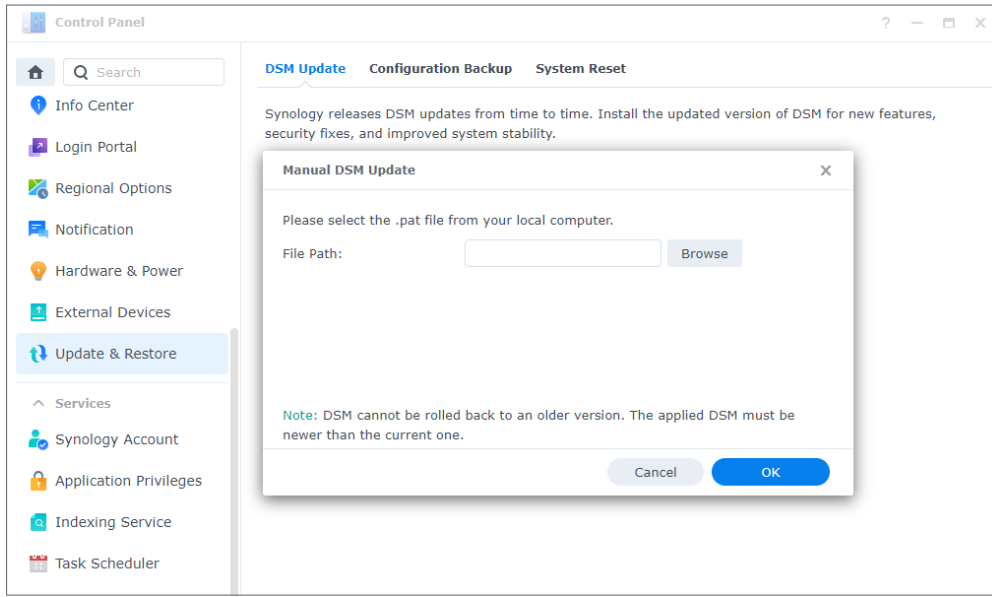 Control Panel
?
Search
Info Center
Login Portal
Regional Options
Notification
Hardware & Power
External Devices
Update & Restore
Services
Synology Account
Application Privileges
Indexing Service
Task Scheduler
DSM Update Configuration Backup System Reset
Synology releases DSM updates from time to time. Install the updated version of DSM for new features,
security fixes, and improved system stability.
Manual DSM Update
Please select the .pat file from your local computer.
File Path:
Browse
Note: DSM cannot be rolled back to an older version. The applied DSM must be
newer than the current one.
Cancel OK